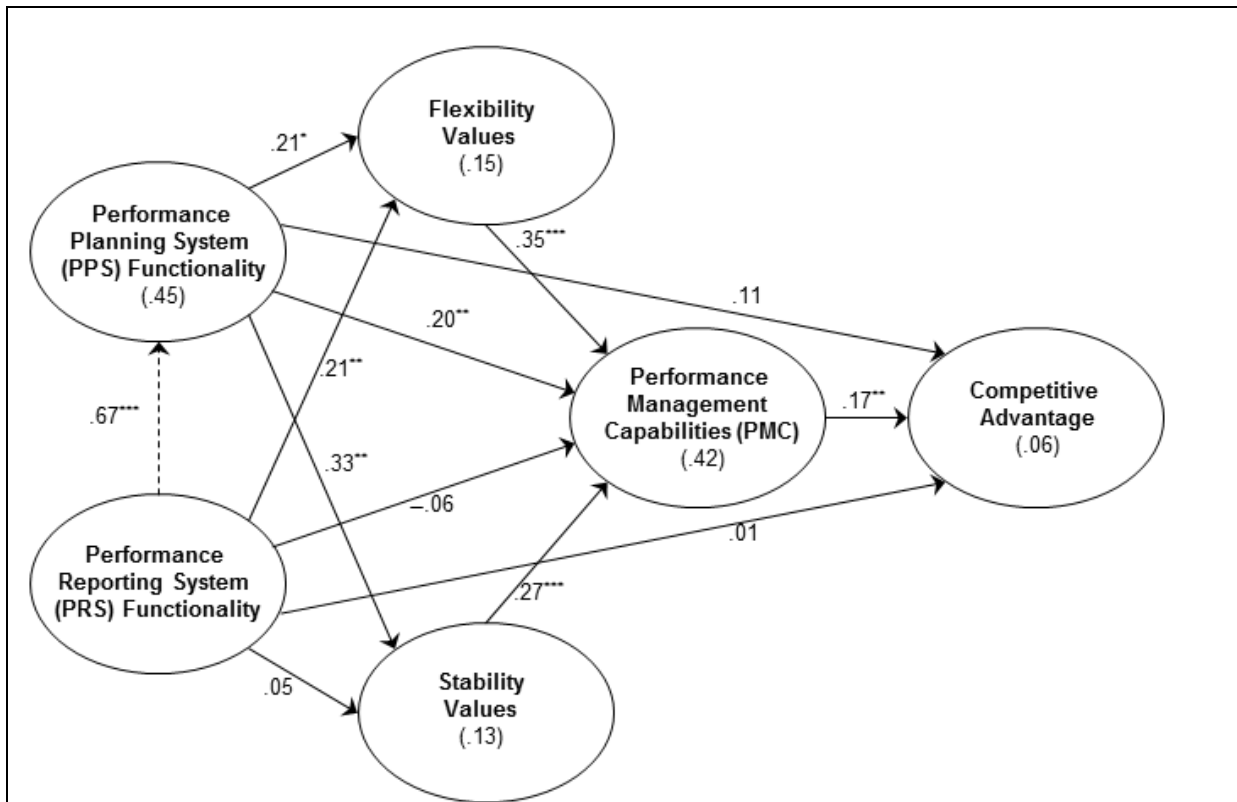 Flexibility
Values
(.15)
.21*
Performance
Planning System
(PPS) Functionality
(.45)
.35***
.11
.20**
.21**
Performance
Management
Capabilities (PMC)
(.42)
.17**
Competitive
Advantage
(.06)
.67***
.33**
–.06
.01
Performance
Reporting System
(PRS) Functionality
.27***
.05
Stability
Values
(.13)